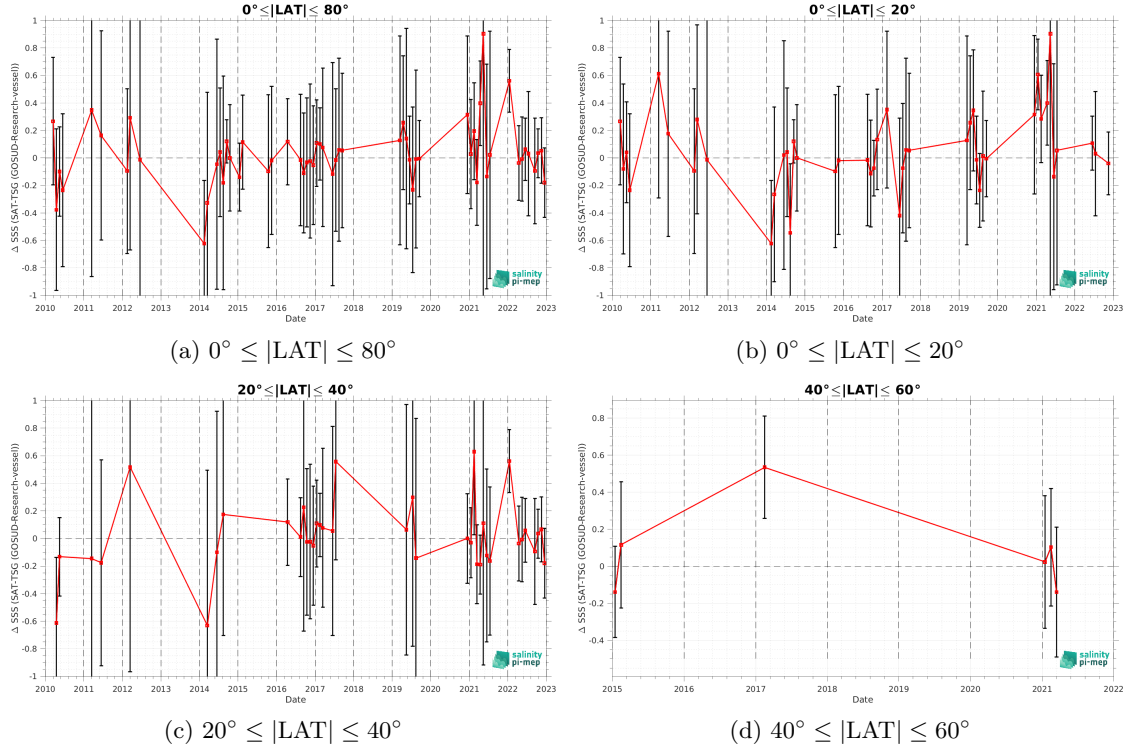 0°≤|LAT|≤ 80°
Δ SSS (SAT-TSG (GOSUD-Research-vessel))
1
0.8
0.6
0.4
0.2
0
-0.2
-0.4
-0.6
-0.8
-1
2010 2011 2012 2013 2014 2015 2016 2017 2018 2019 2020 2021 2022 2023
Date
salinity
pi-mep
(a) 0° ≤ |LAT| ≤ 80°
0°≤|LAT|≤ 20°
Δ SSS (SAT-TSG (GOSUD-Research-vessel))
1
0.8
0.6
0.4
0.2
0
-0.2
-0.4
-0.6
-0.8
-1
2010 2011 2012 2013 2014 2015 2016 2017 2018 2019 2020 2021 2022 2023
Date
salinity
pi-mep
(b) 0° ≤ |LAT| ≤ 20°
20°≤|LAT|≤ 40°
Δ SSS (SAT-TSG (GOSUD-Research-vessel))
1
0.8
0.6
0.4
0.2
0
-0.2
-0.4
-0.6
-0.8
-1
2010 2011 2012 2013 2014 2015 2016 2017 2018 2019 2020 2021 2022 2023
Date
salinity
pi-mep
(c) 20° ≤ |LAT| ≤ 40°
40°≤|LAT|≤ 60°
Δ SSS (SAT-TSG (GOSUD-Research-vessel))
0.8
0.6
0.4
0.2
0
-0.2
-0.4
2015 2016 2017 2018 2019 2020 2021 2022
Date
salinity
pi-mep
(d) 40° ≤ |LAT| ≤ 60°